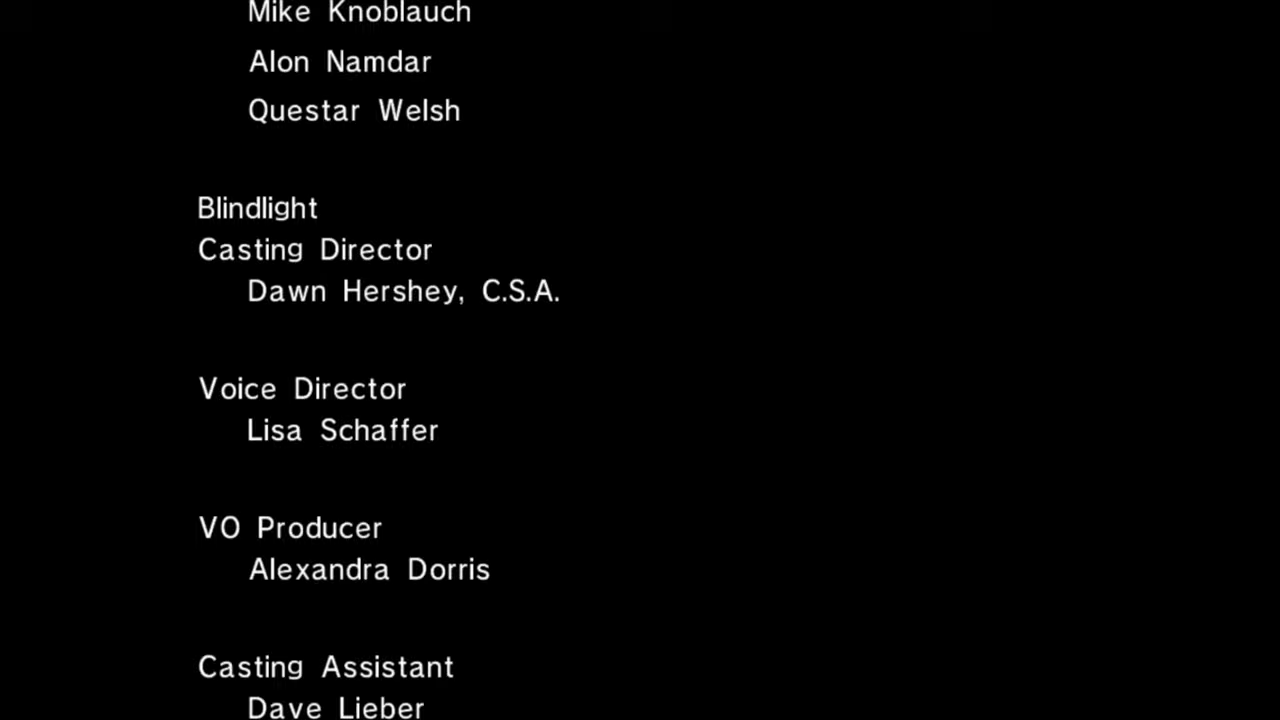 Mike Knoblauch
Alon Namdar
Questar Welsh
Blindlight
Casting Director
Dawn Hershey, C.S.A.
Voice Director
Lisa Schaffer
VO Producer
Alexandra Dorris
Casting Assistant
Dave Lieber